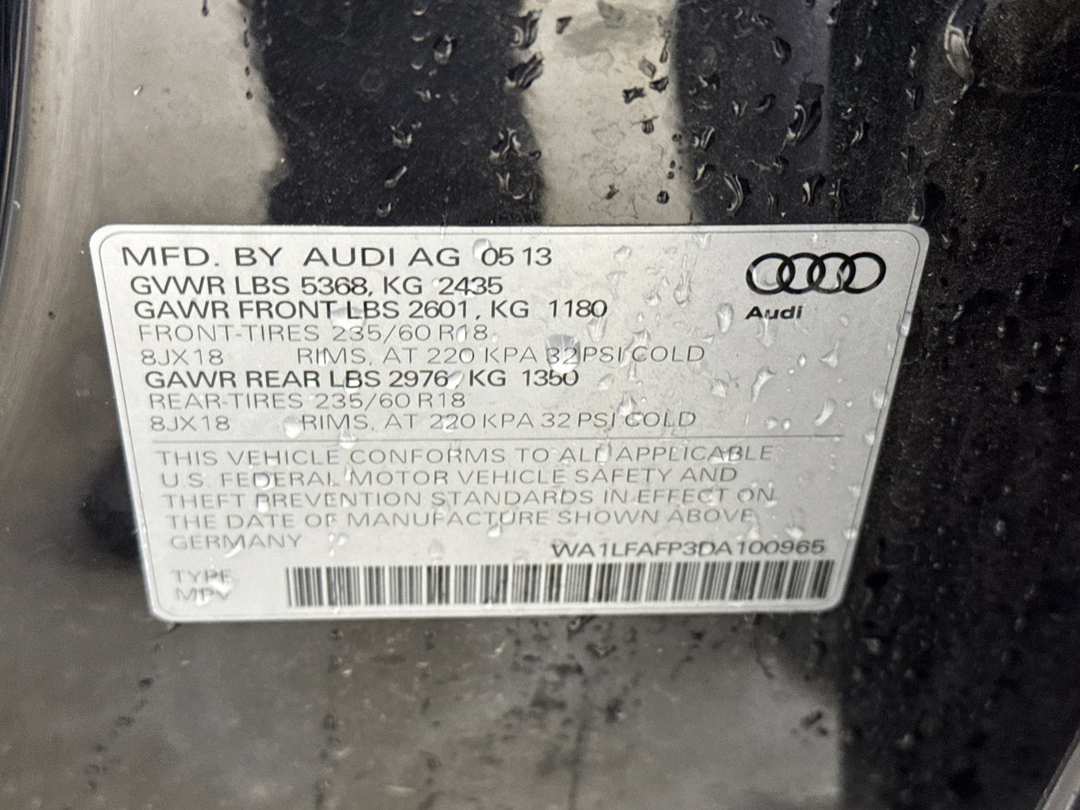 MFD. BY AUDI AG 05 13
GVWR LBS 5368, KG 2435
GAWR FRONT LBS 2601, KG 1180
Audi
FRONT-TIRES 235/60 R18
8JX18 RIMS, AT 220 KPA 32 PSI COLD
GAWR REAR LBS 2976, KG 1350
REAR-TIRES 235/60 R18
8JX18 RIMS, AT 220 KPA 32 PSI COLD
THIS VEHICLE CONFORMS TO ALL APPLICABLE
U.S. FEDERAL MOTOR VEHICLE SAFETY AND
THEFT PREVENTION STANDARDS IN EFFECT ON
THE DATE OF MANUFACTURE SHOWN ABOVE
GERMANY
WA1LFAFP3DA100965
TYPE
MPV